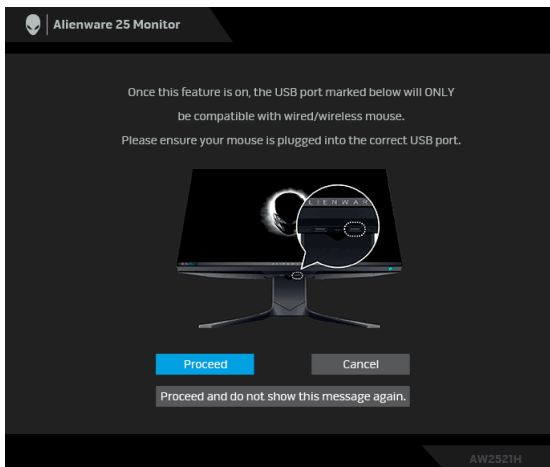 Alienware 25 Monitor
Once this feature is on, the USB port marked below will ONLY
be compatible with wired/wireless mouse.
Please ensure your mouse is plugged into the correct USB port.
LIENWAR
Proceed
Cancel
Proceed and do not show this message again.
AW2521H